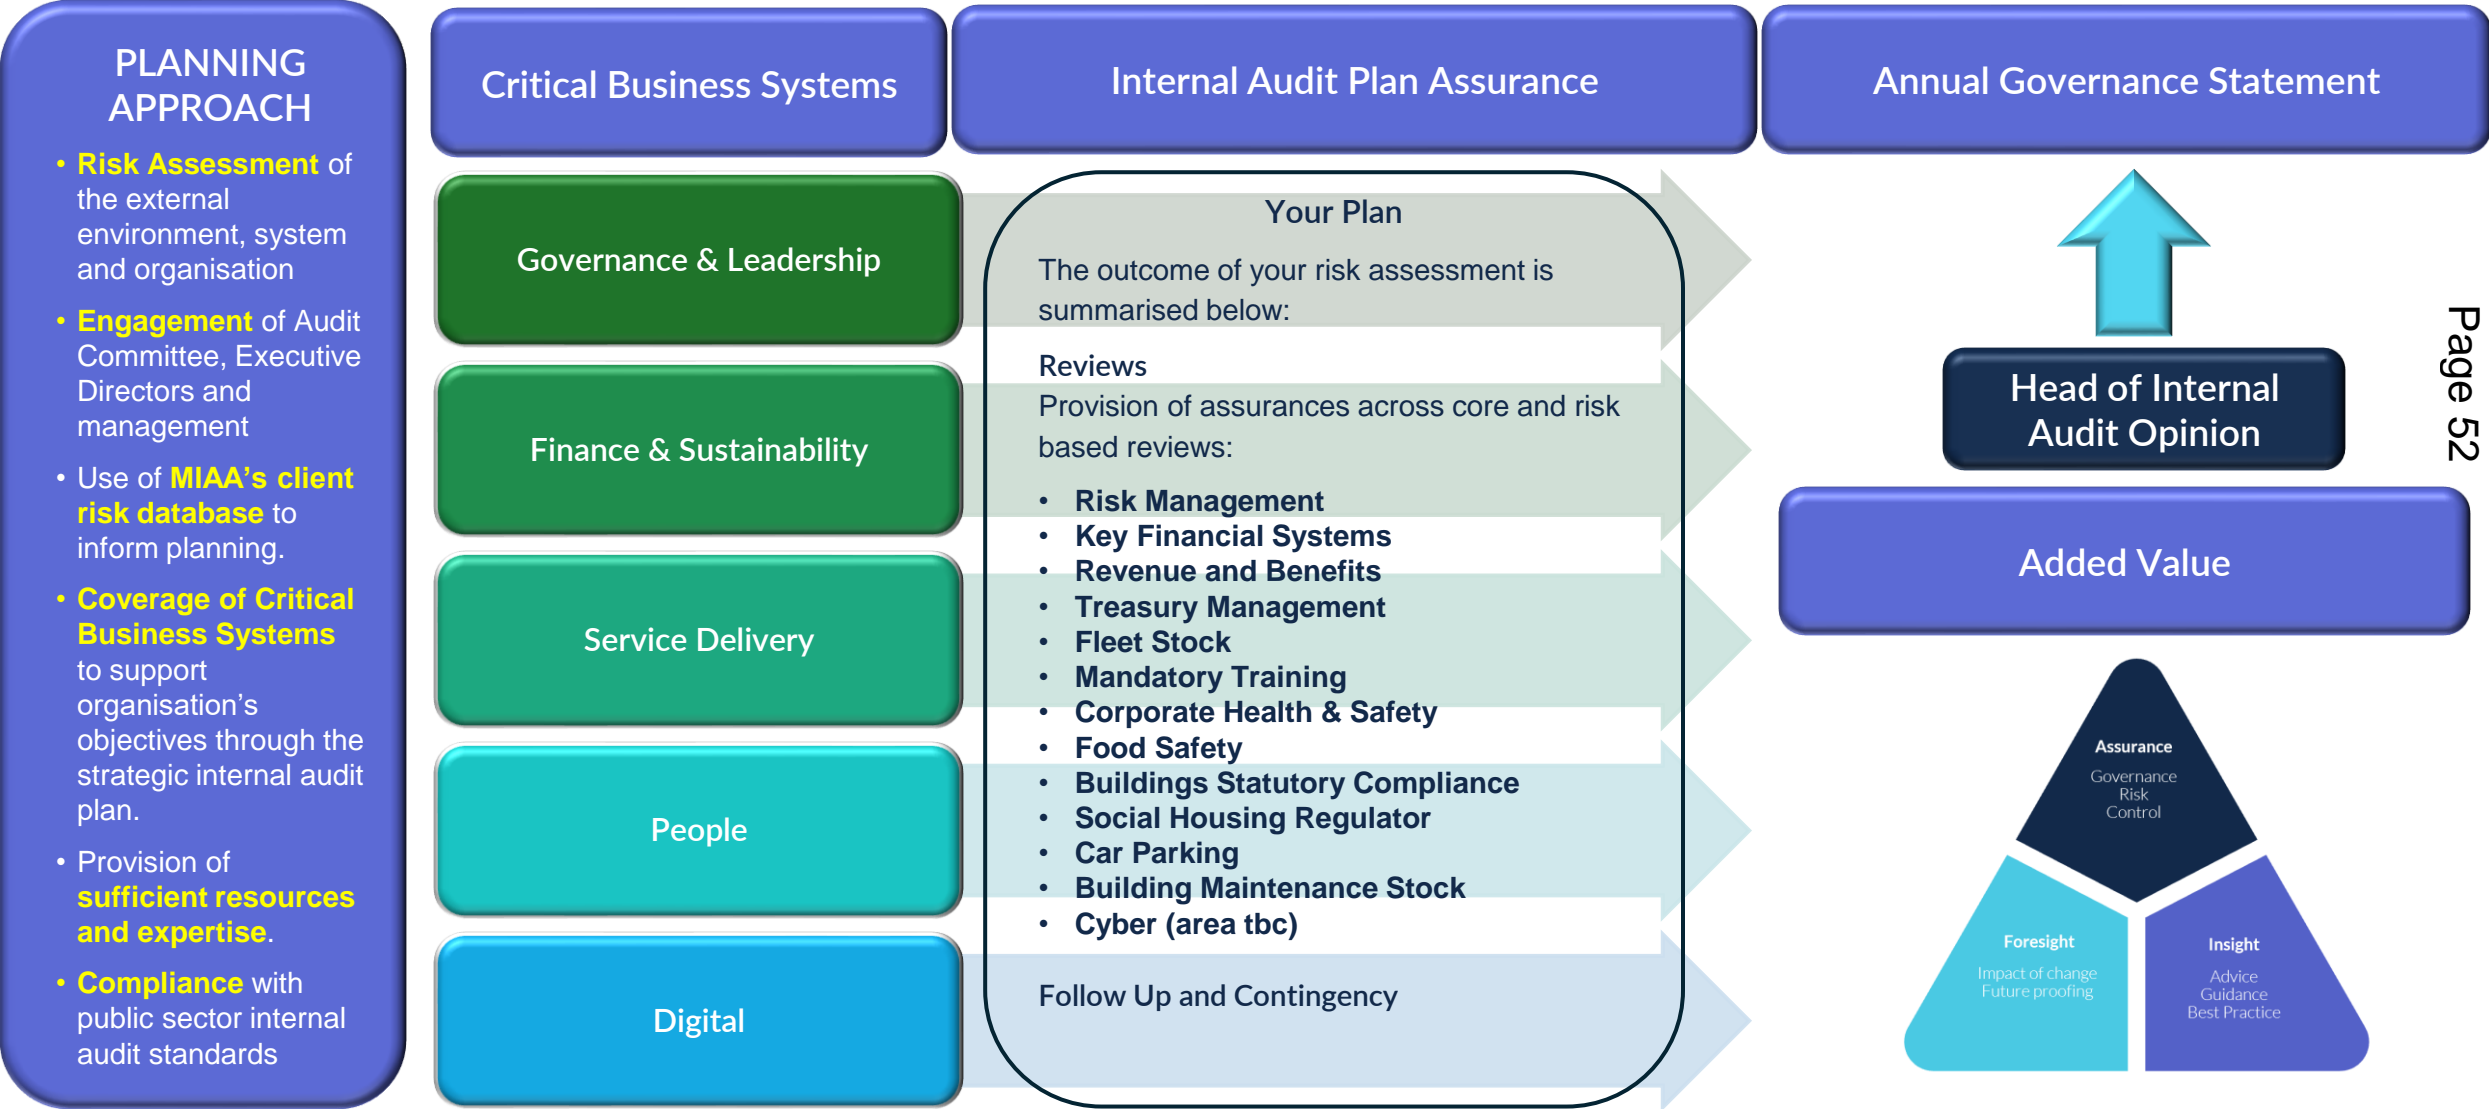 PLANNING
APPROACH
• Risk Assessment of
the external
environment, system
and organisation
• Engagement of Audit
Committee, Executive
Directors and
management
• Use of MIAA’s client
risk database to
inform planning.
• Coverage of Critical
Business Systems
to support
organisation’s
objectives through the
strategic internal audit
plan.
• Provision of
sufficient resources
and expertise.
• Compliance with
public sector internal
audit standards
Critical Business Systems
Governance & Leadership
Finance & Sustainability
Service Delivery
People
Digital
Internal Audit Plan Assurance
Your Plan
The outcome of your risk assessment is
summarised below:
Reviews
Provision of assurances across core and risk
based reviews:
• Risk Management
• Key Financial Systems
• Revenue and Benefits
• Treasury Management
• Fleet Stock
• Mandatory Training
• Corporate Health & Safety
• Food Safety
• Buildings Statutory Compliance
• Social Housing Regulator
• Car Parking
• Building Maintenance Stock
• Cyber (area tbc)
Follow Up and Contingency
Annual Governance Statement
Head of Internal
Audit Opinion
Added Value
Assurance
Governance
Risk
Control
Foresight
Impact of change
Future proofing
Insight
Advice
Guidance
Best Practice
Page 52